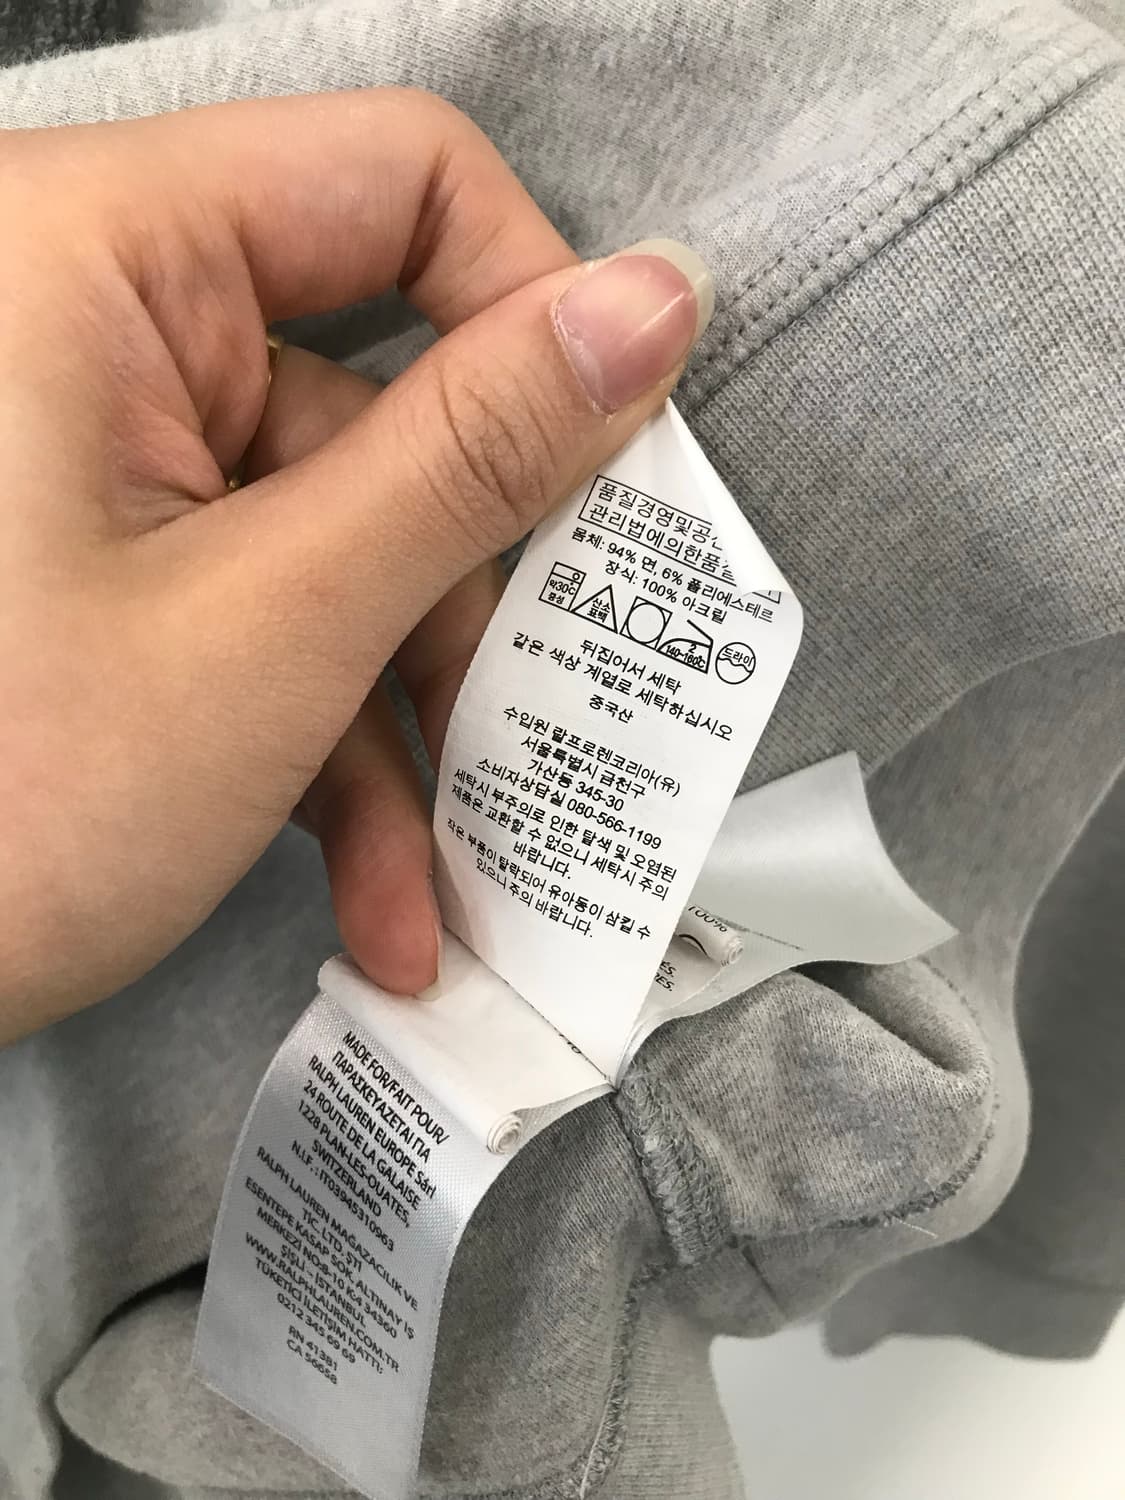 품질경영및공
관리법에의한품질
몸체: 94% 면, 6% 폴리에스테르
장식: 100% 아크릴
약30℃
중성
산소
표백
2
140-160℃
드라이
뒤집어서 세탁
같은 색상 계열로 세탁하십시오
중국산
수입원 랄프로렌코리아(유)
서울특별시 금천구
가산동 345-30
소비자상담실 080-566-1199
세탁시 부주의로 인한 탈색 및 오염된
제품은 교환할 수 없으니 세탁시 주의
바랍니다.
작은 부품이 탈락되어 유아동이 삼킬 수
있으니 주의 바랍니다.
100%
ES.
RES.
MADE FOR/FAIT POUR/
ΠΑΡΑΣΚΕΥΑΖΕΤΑΙ ΓΙΑ
RALPH LAUREN EUROPE Sárl
24 ROUTE DE LA GALAISE
1228 PLAN-LES-OUATES,
SWITZERLAND
N.I.F. : IT03945310963
RALPH LAUREN MAĞAZACILIK VE
TİC. LTD. ŞTİ
ESENTEPE KASAP SOK. ALTINAY İŞ
MERKEZİ NO:8-10 K:4 34360
ŞİŞLİ – İSTANBUL
WWW.RALPHLAUREN.COM.TR
TÜKETİCİ İLETİŞİM HATTI:
0212 345 69 69
RN 41381
CA 56658